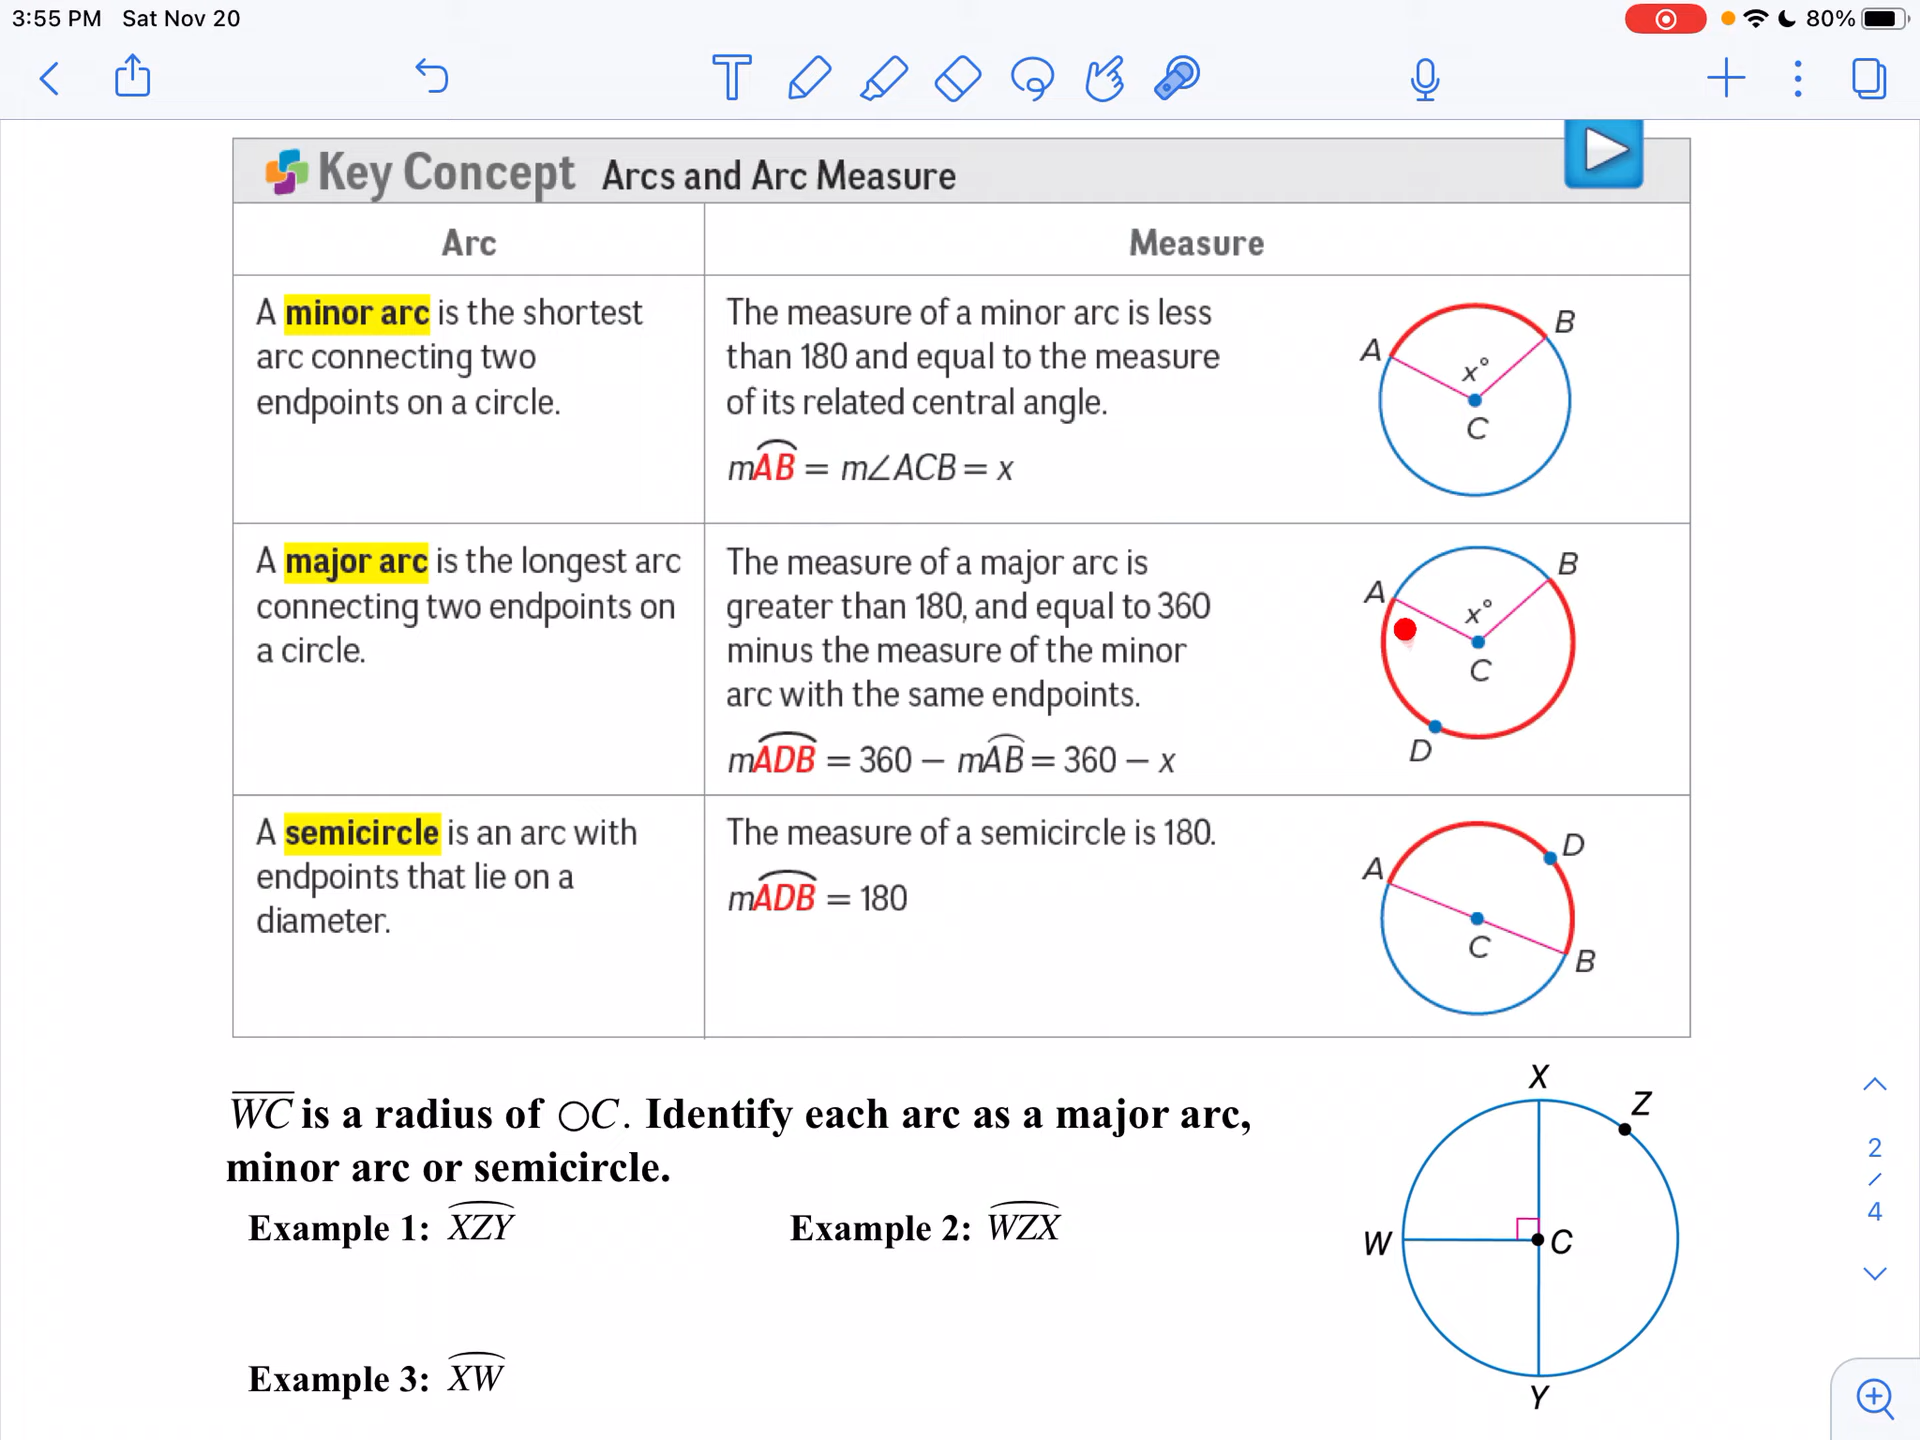 3:55 PM Sat Nov 20
80%
Key Concept Arcs and Arc Measure
Arc
Measure
A minor arc is the shortest
arc connecting two
endpoints on a circle.
The measure of a minor arc is less
than 180 and equal to the measure
of its related central angle.
mAB = m∠ACB = x
A
B
x°
C
A major arc is the longest arc
connecting two endpoints on
a circle.
The measure of a major arc is
greater than 180, and equal to 360
minus the measure of the minor
arc with the same endpoints.
mADB = 360 − mAB = 360 − x
A
B
x°
C
D
A semicircle is an arc with
endpoints that lie on a
diameter.
The measure of a semicircle is 180.
mADB = 180
A
D
C
B
WC is a radius of ○C. Identify each arc as a major arc,
minor arc or semicircle.
Example 1: XZY
Example 2: WZX
Example 3: XW
X
Z
W
C
Y
2
/
4